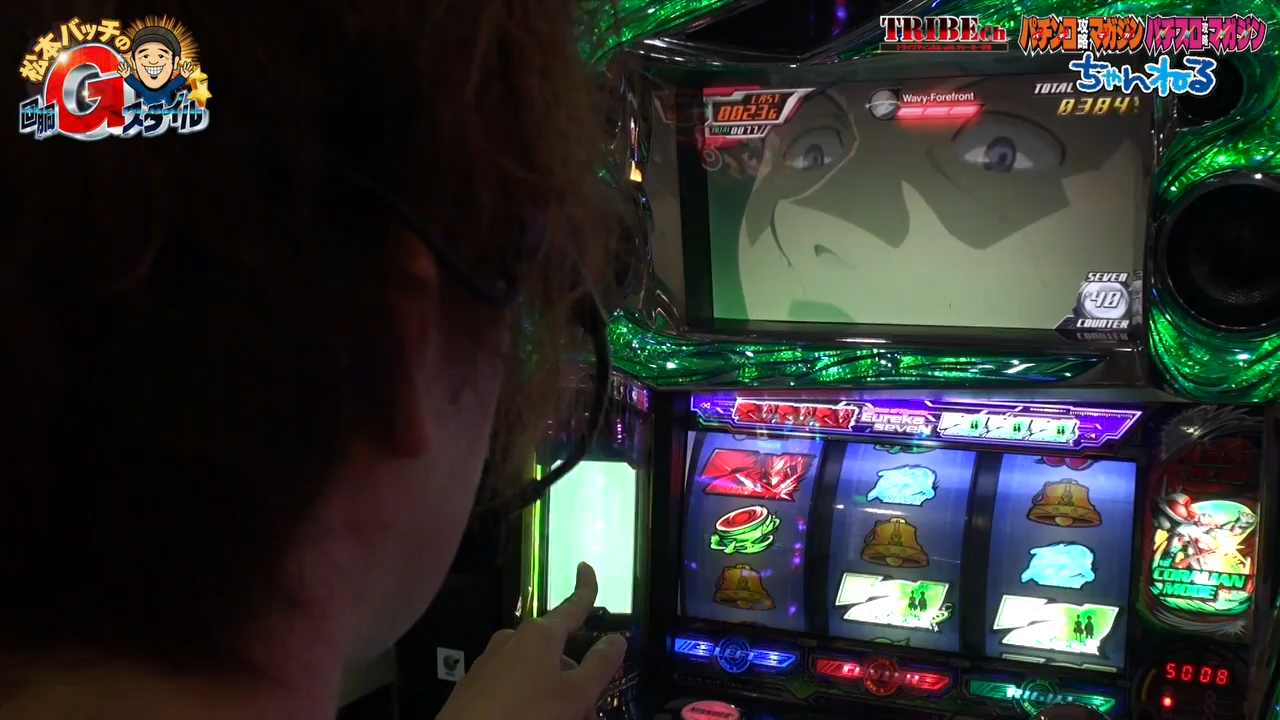 松本バッチの
回胴Gスタイル
TRIBEch
パチンコ攻略マガジン パチスロ攻略マガジン
ちゃんねる
LAST
0023G
TOTAL 0077
Wavy-Forefront
TOTAL
0384
SEVEN
40
COUNTER
Eureka
SEVEN
CORALIAN
MODE
5008